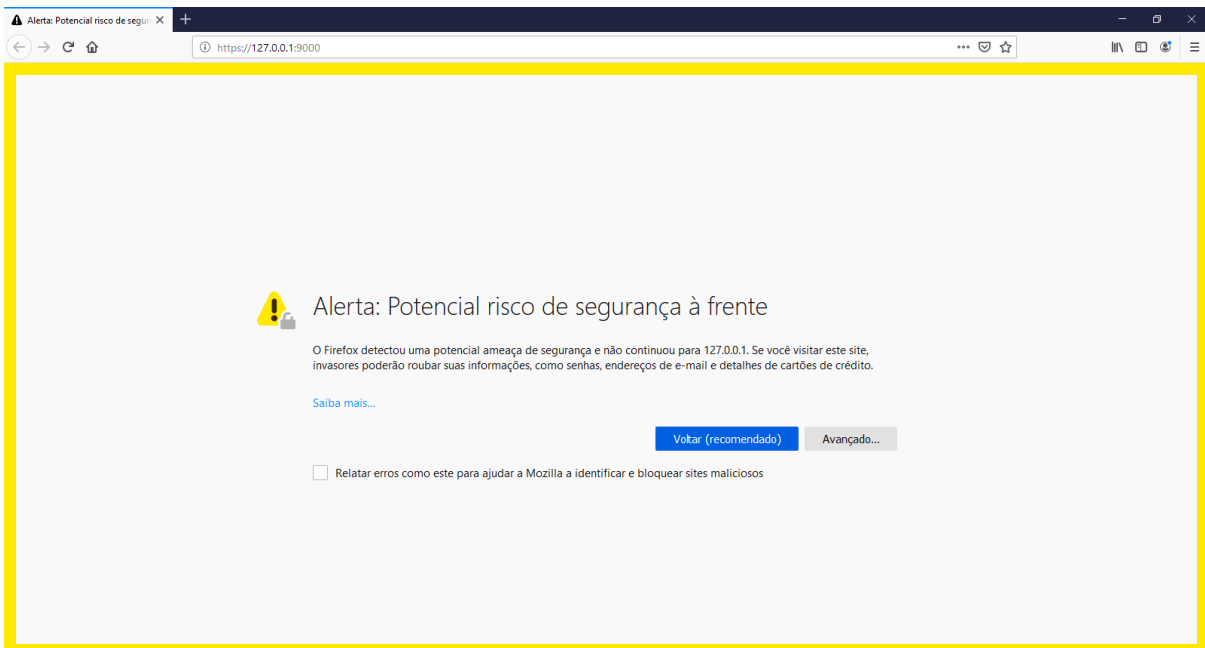 Alerta: Potencial risco de segur
https://127.0.0.1:9000
Alerta: Potencial risco de segurança à frente
O Firefox detectou uma potencial ameaça de segurança e não continuou para 127.0.0.1. Se você visitar este site,
invasores poderão roubar suas informações, como senhas, endereços de e-mail e detalhes de cartões de crédito.
Saiba mais...
Voltar (recomendado) Avançado...
Relatar erros como este para ajudar a Mozilla a identificar e bloquear sites maliciosos